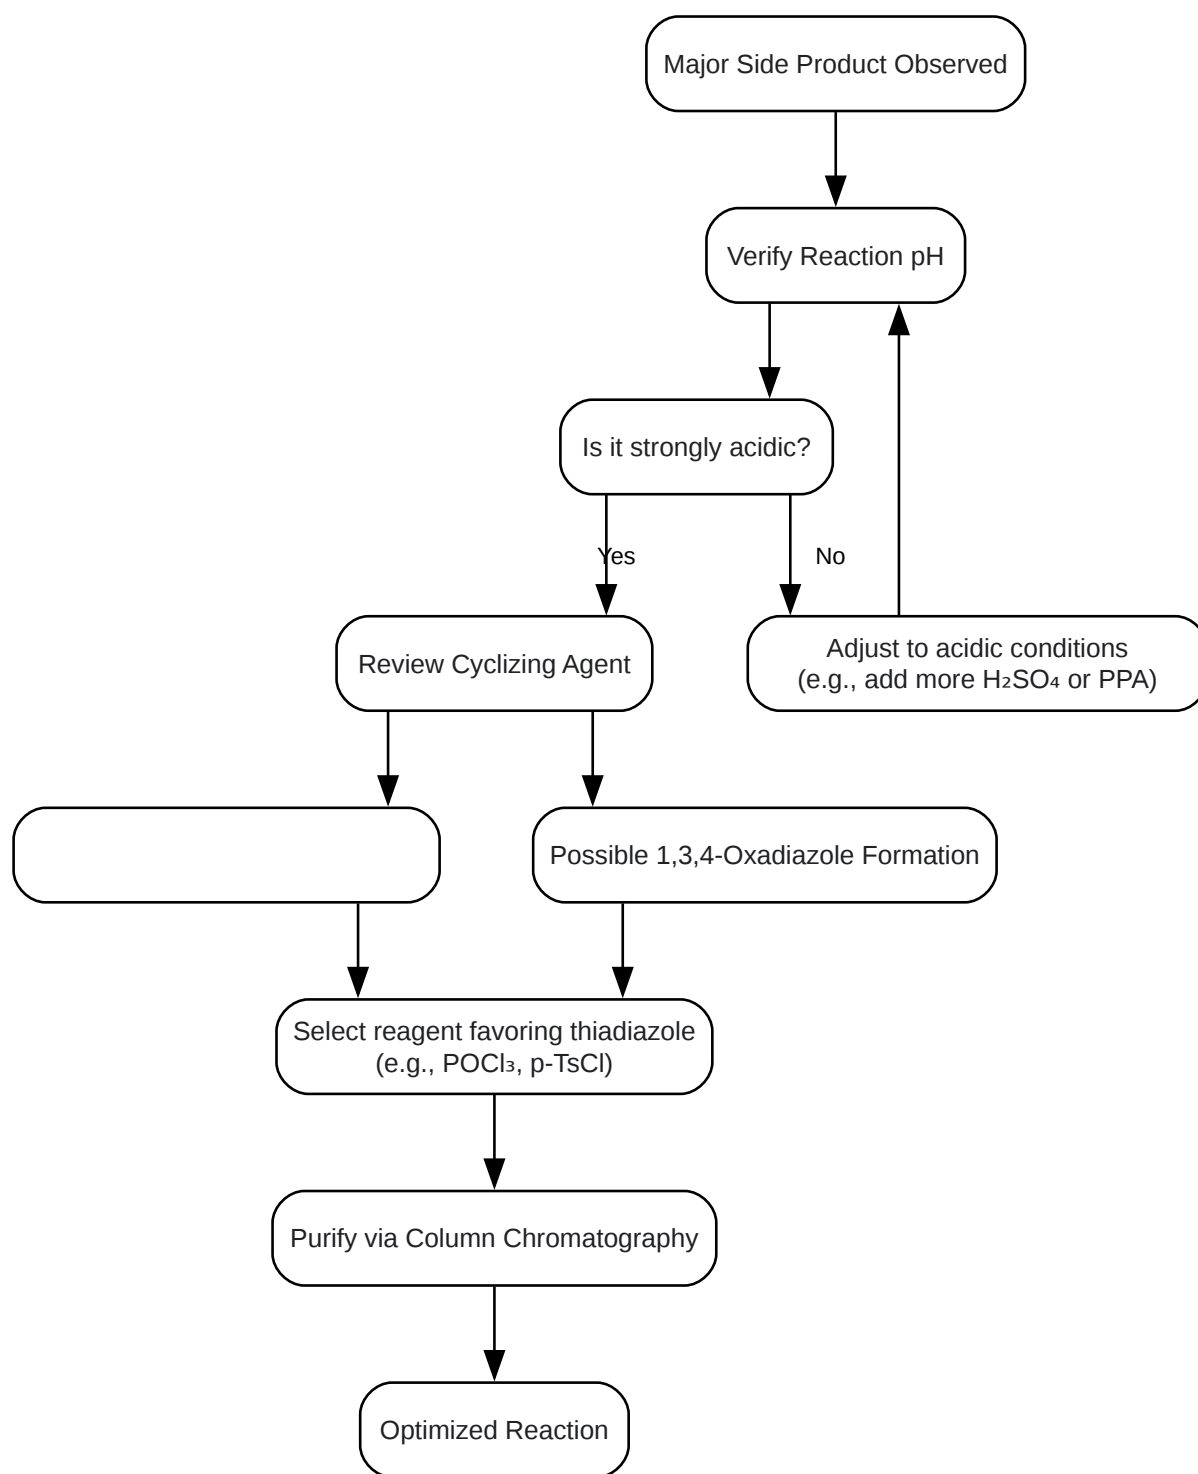 Major Side Product Observed
Verify Reaction pH
Is it strongly acidic?
Yes
No
Review Cyclizing Agent
Adjust to acidic conditions
(e.g., add more H₂SO₄ or PPA)
Possible 1,3,4-Oxadiazole Formation
Select reagent favoring thiadiazole
(e.g., POCl₃, p-TsCl)
Purify via Column Chromatography
Optimized Reaction